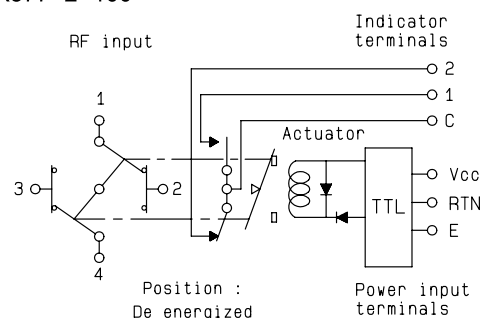 RF input
Indicator
terminals
2
1
C
Actuator
1
3
2
4
TTL
Vcc
RTN
E
Position :
De energized
Power input
terminals